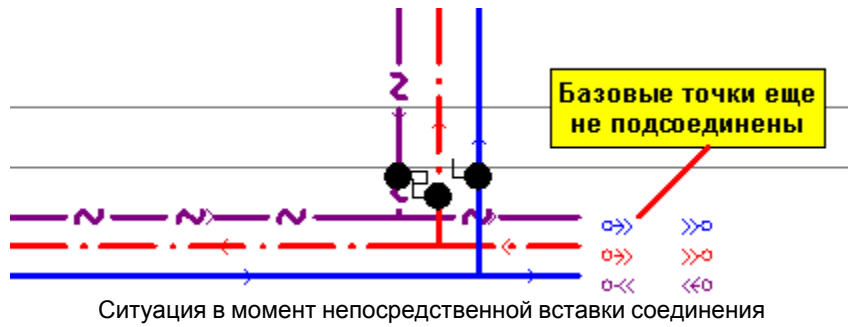 Базовые точки еще
не подсоединены
Ситуация в момент непосредственной вставки соединения